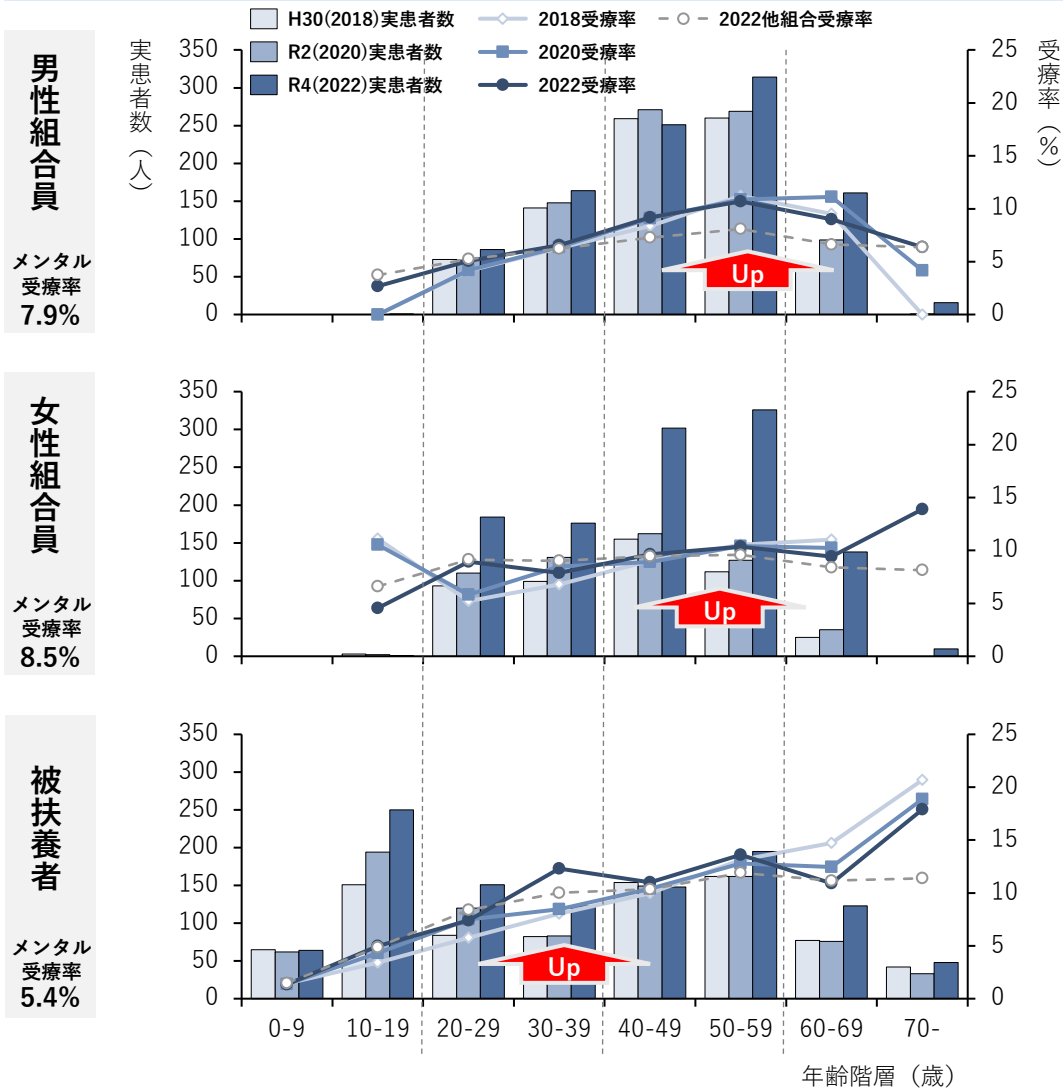 H30(2018)実患者数
2018受療率
2022他組合受療率
R2(2020)実患者数
2020受療率
R4(2022)実患者数
2022受療率
男性組合員
メンタル
受療率
7.9%
実患者数（人）
350
300
250
200
150
100
50
0
Up
25
20
15
10
5
0
受療率（%）
女性組合員
メンタル
受療率
8.5%
350
300
250
200
150
100
50
0
Up
25
20
15
10
5
0
被扶養者
メンタル
受療率
5.4%
350
300
250
200
150
100
50
0
Up
25
20
15
10
5
0
0-9 10-19 20-29 30-39 40-49 50-59 60-69 70-
年齢階層（歳）